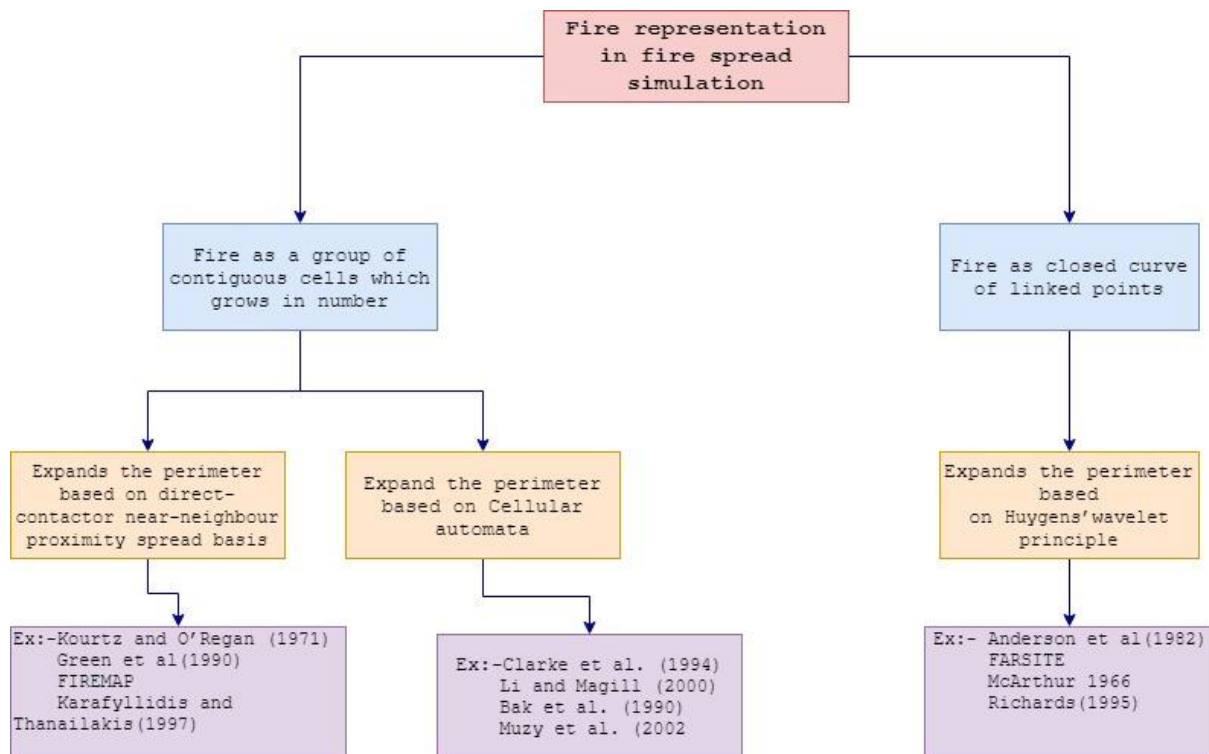 Fire representation
in fire spread
simulation
Fire as a group of
contiguous cells which
grows in number
Fire as closed curve
of linked points
Expands the perimeter
based on direct-
contactor near-neighbour
proximity spread basis
Expand the perimeter
based on Cellular
automata
Expands the perimeter
based
on Huygens’wavelet
principle
Ex:-Kourtz and O’Regan (1971)
Green et al(1990)
FIREMAP
Karafyllidis and
Thanailakis(1997)
Ex:-Clarke et al. (1994)
Li and Magill (2000)
Bak et al. (1990)
Muzy et al. (2002
Ex:- Anderson et al(1982)
FARSITE
McArthur 1966
Richards(1995)